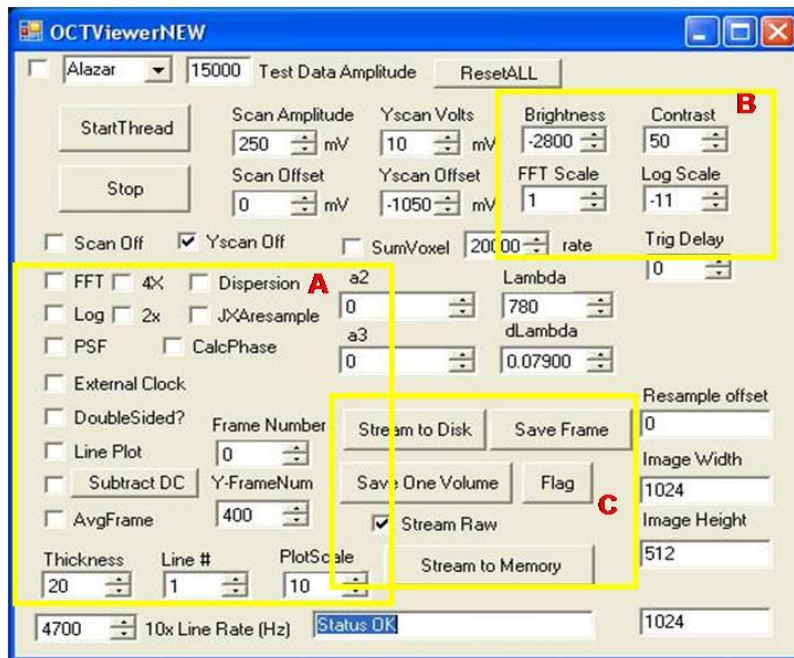 OCTViewerNEW
Alazar 15000 Test Data Amplitude ResetALL
StartThread
Scan Amplitude
250 mV
Yscan Volts
10 mV
Brightness
-2800
Contrast
50
B
Stop
Scan Offset
0 mV
Yscan Offset
-1050 mV
FFT Scale
1
Log Scale
-11
Scan Off Yscan Off SumVoxel 20000 rate
Trig Delay
0
FFT 4X Dispersion A
Log 2x JXAresample
PSF CalcPhase
External Clock
DoubleSided?
Line Plot
Subtract DC
AvgFrame
a2
0
Lambda
780
a3
0
dLambda
0.07900
Frame Number
0
Y-FrameNum
400
Stream to Disk Save Frame
Save One Volume Flag
C
Stream Raw
Stream to Memory
Resample offset
0
Image Width
1024
Image Height
512
Thickness
20
Line #
1
PlotScale
10
4700 10x Line Rate (Hz) Status OK 1024